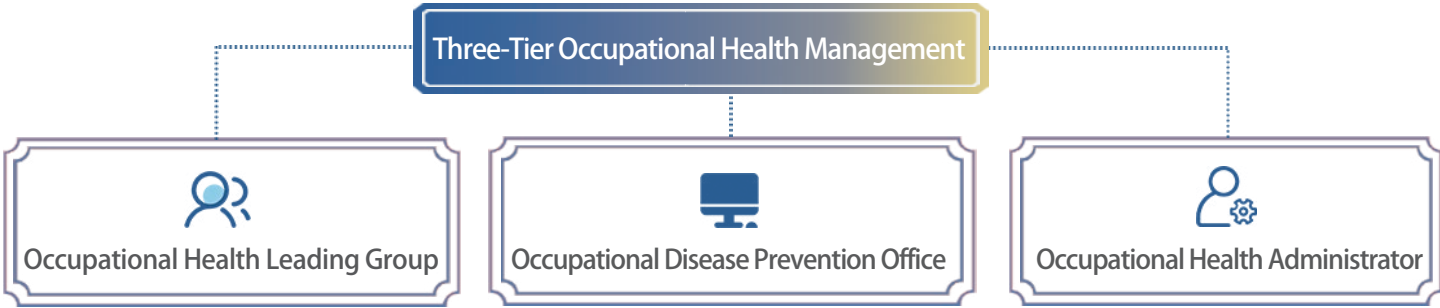 Three-Tier Occupational Health Management
Occupational Health Leading Group
Occupational Disease Prevention Office
Occupational Health Administrator